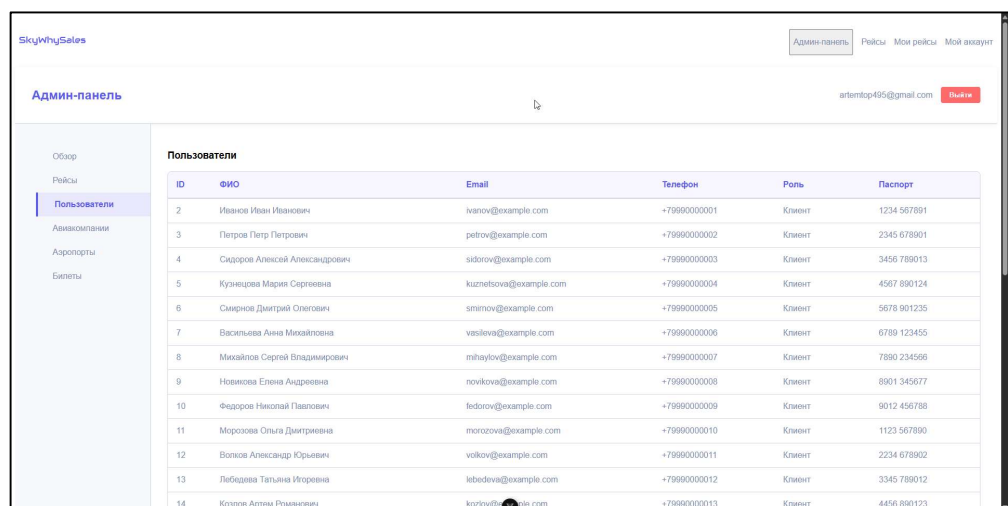 SkyWhySales
Админ-панель Рейсы Мои рейсы Мой аккаунт
Админ-панель
artemtop495@gmail.com Выйти
Обзор
Рейсы
Пользователи
Авиакомпании
Аэропорты
Билеты
Пользователи
ID ФИО Email Телефон Роль Паспорт
2 Иванов Иван Иванович ivanov@example.com +79990000001 Клиент 1234 567891
3 Петров Петр Петрович petrov@example.com +79990000002 Клиент 2345 678901
4 Сидоров Алексей Александрович sidorov@example.com +79990000003 Клиент 3456 789013
5 Кузнецова Мария Сергеевна kuznetsova@example.com +79990000004 Клиент 4567 890124
6 Смирнов Дмитрий Олегович smirnov@example.com +79990000005 Клиент 5678 901235
7 Васильева Анна Михайловна vasileva@example.com +79990000006 Клиент 6789 123455
8 Михайлов Сергей Владимирович mihaylov@example.com +79990000007 Клиент 7890 234566
9 Новикова Елена Андреевна novikova@example.com +79990000008 Клиент 8901 345677
10 Федоров Николай Павлович fedorov@example.com +79990000009 Клиент 9012 456788
11 Морозова Ольга Дмитриевна morozova@example.com +79990000010 Клиент 1123 567890
12 Волков Александр Юрьевич volkov@example.com +79990000011 Клиент 2234 678902
13 Лебедева Татьяна Игоревна lebedeva@example.com +79990000012 Клиент 3345 789012
14 Козлов Артем Романович +79990000013 Клиент 4456 890123